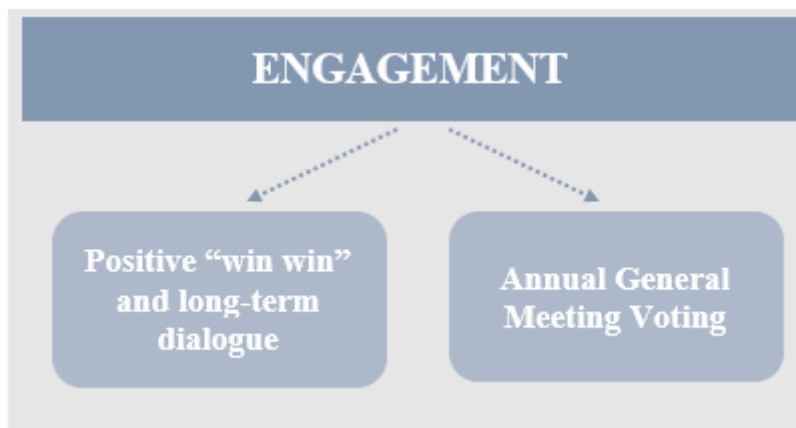 ENGAGEMENT
Positive “win win”
and long-term
dialogue
Annual General
Meeting Voting